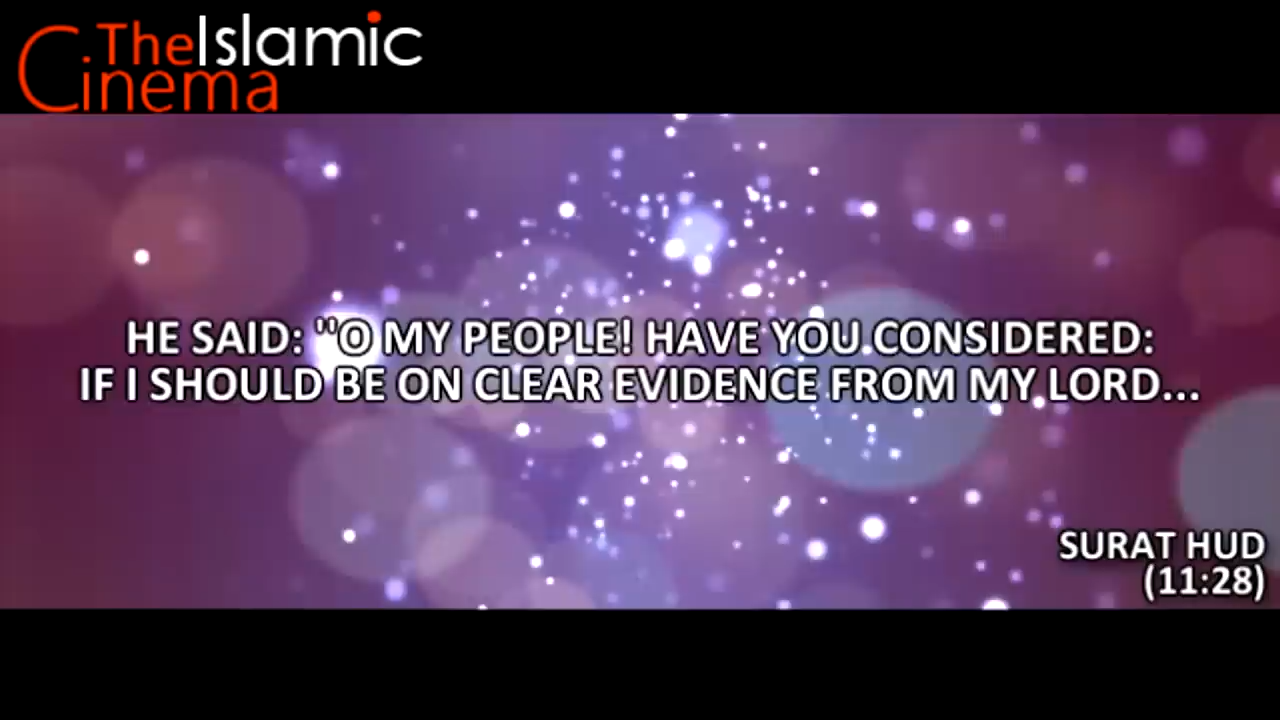 TheIslamic
Cinema
HE SAID: "O MY PEOPLE! HAVE YOU CONSIDERED:
IF I SHOULD BE ON CLEAR EVIDENCE FROM MY LORD...
SURAT HUD
(11:28)